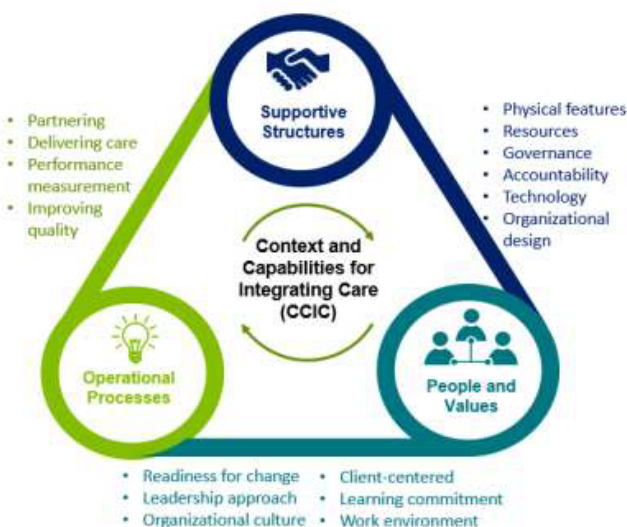 Supportive
Structures
• Partnering
• Delivering care
• Performance
measurement
• Improving
quality
• Physical features
• Resources
• Governance
• Accountability
• Technology
• Organizational
design
Context and
Capabilities for
Integrating Care
(CCIC)
Operational
Processes
People and
Values
• Readiness for change
• Leadership approach
• Organizational culture
• Client-centered
• Learning commitment
• Work environment